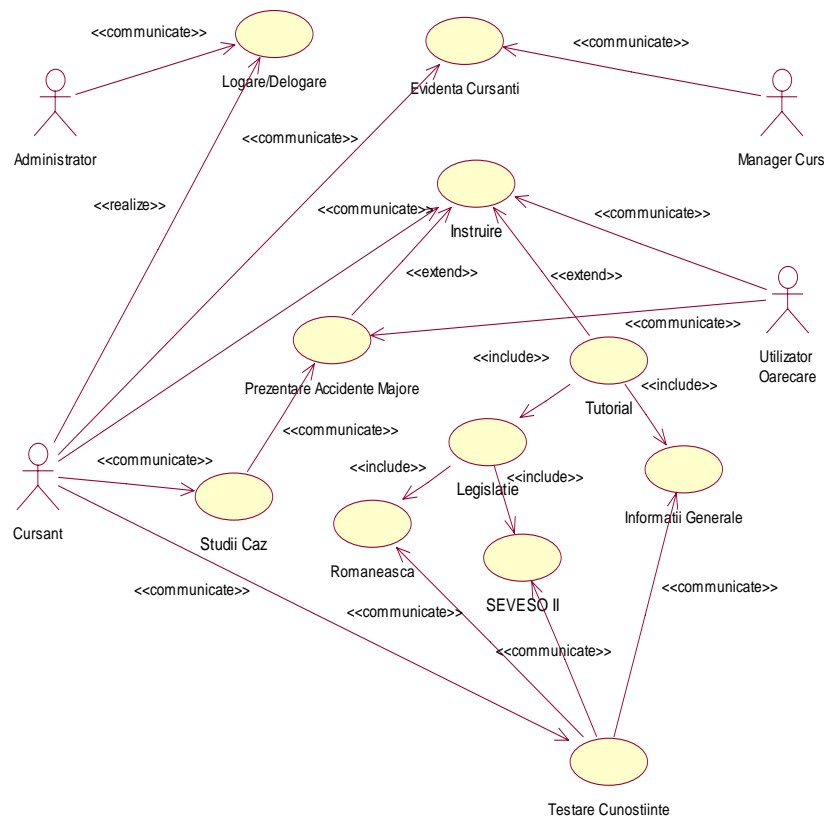 <<communicate>>
<<communicate>>
Logare/Delogare
Evidenta Cursanti
<<communicate>>
Administrator
Manager Curs
<<realize>>
<<communicate>>
<<communicate>>
Instruire
<<extend>>
<<extend>>
<<communicate>>
<<include>>
Utilizator
Oarecare
Prezentare Accidente Majore
<<include>>
Tutorial
<<communicate>>
<<communicate>>
<<include>>
<<include>>
Legislatie
Informatii Generale
Cursant
Studii Caz
Romaneasca
SEVESO II
<<communicate>>
<<communicate>>
<<communicate>>
<<communicate>>
Testare Cunostiinte